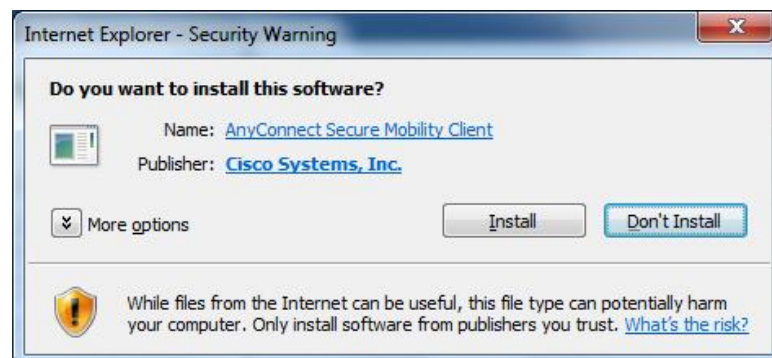 Internet Explorer - Security Warning
Do you want to install this software?
Name: AnyConnect Secure Mobility Client
Publisher: Cisco Systems, Inc.
More options Install Don't Install
While files from the Internet can be useful, this file type can potentially harm
your computer. Only install software from publishers you trust. What's the risk?